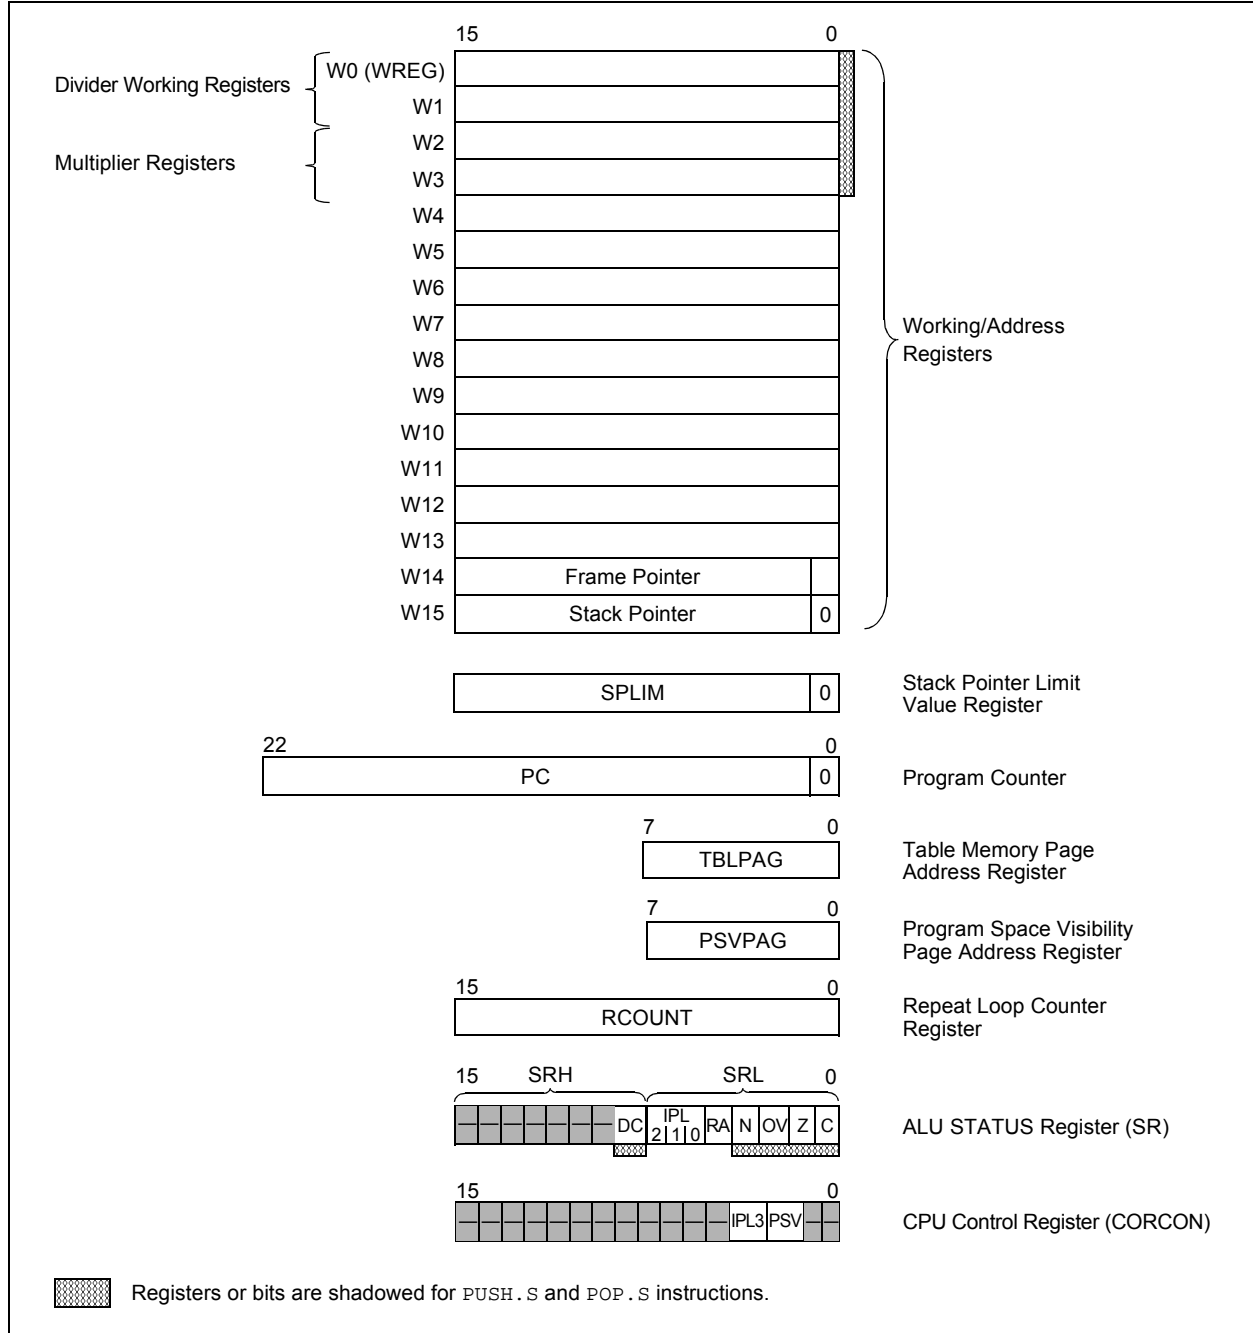 15 0
Divider Working Registers
W0 (WREG)
W1
Multiplier Registers
W2
W3
W4
W5
W6
W7
W8
W9
W10
W11
W12
W13
W14 Frame Pointer
W15 Stack Pointer 0
Working/Address
Registers
SPLIM 0
Stack Pointer Limit
Value Register
22 0
PC 0 Program Counter
7 0
TBLPAG
Table Memory Page
Address Register
7 0
PSVPAG
Program Space Visibility
Page Address Register
15 0
RCOUNT
Repeat Loop Counter
Register
15 SRH SRL 0
— — — — — — — DC IPL 2 1 0 RA N OV Z C ALU STATUS Register (SR)
15 0
— — — — — — — — — — — — IPL3 PSV — — CPU Control Register (CORCON)
Registers or bits are shadowed for PUSH.S and POP.S instructions.